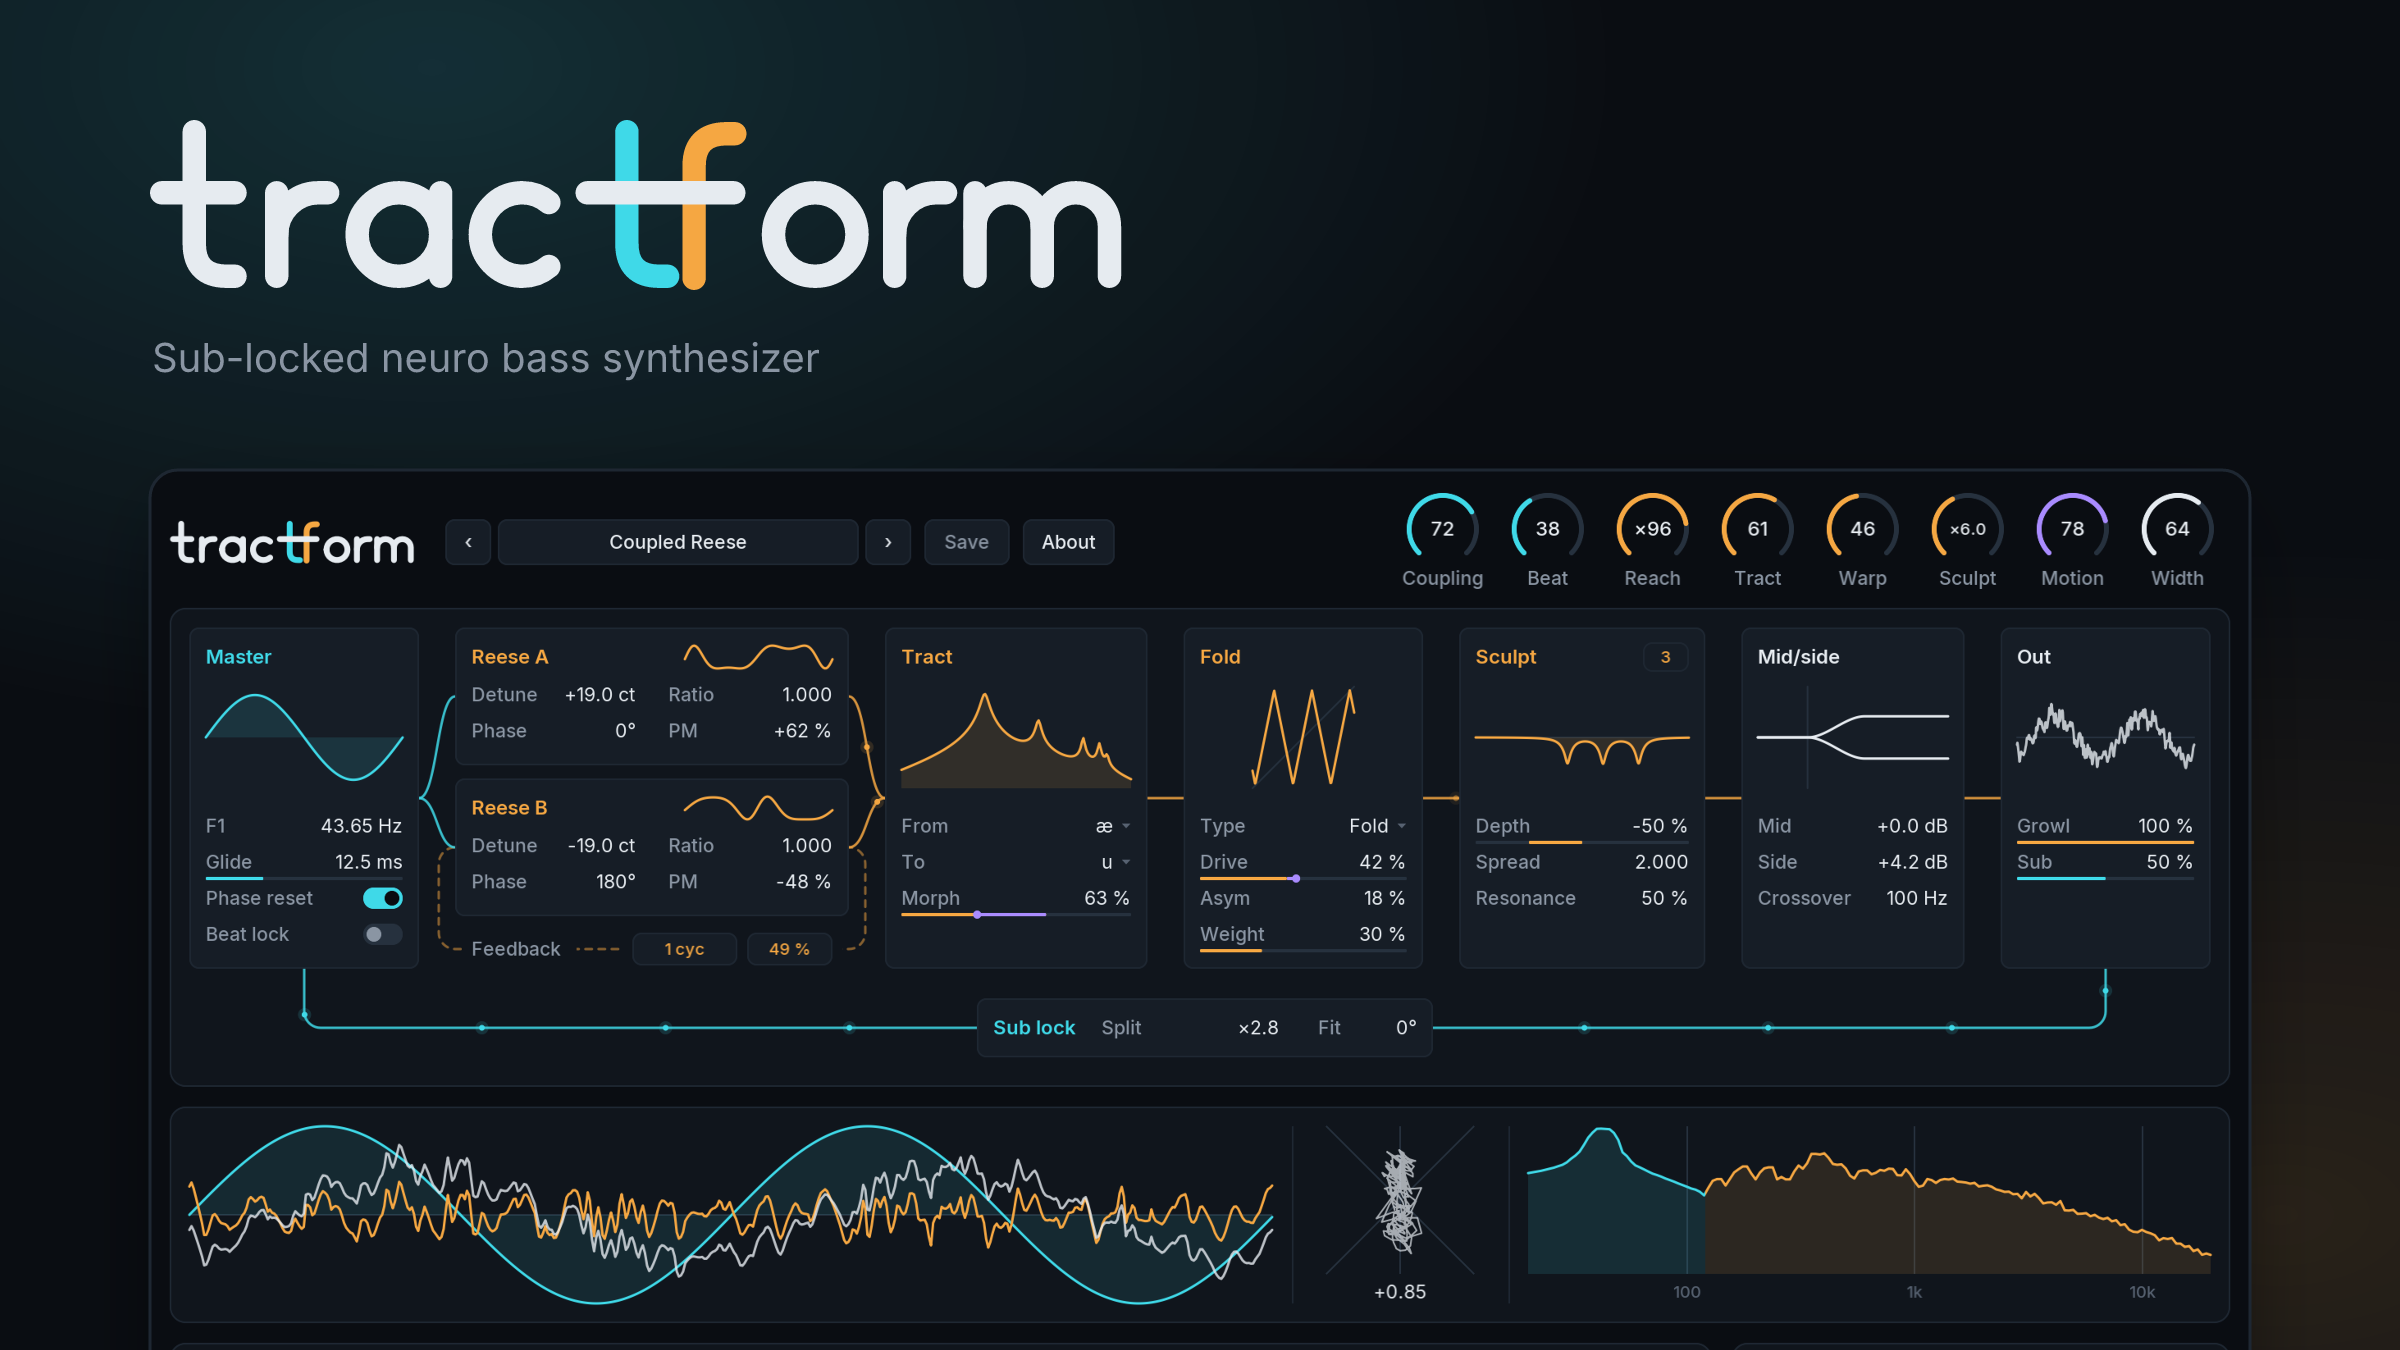 tractform
Sub-locked neuro bass synthesizer
tractform ‹ Coupled Reese › Save About
72 38 ×96 61 46 ×6.0 78 64
Coupling Beat Reach Tract Warp Sculpt Motion Width
Master
F1 43.65 Hz
Glide 12.5 ms
Phase reset
Beat lock
Reese A
Detune +19.0 ct Ratio 1.000
Phase 0° PM +62 %
Reese B
Detune -19.0 ct Ratio 1.000
Phase 180° PM -48 %
Feedback 1 cyc 49 %
Tract
From æ
To u
Morph 63 %
Fold
Type Fold
Drive 42 %
Asym 18 %
Weight 30 %
Sculpt 3
Depth -50 %
Spread 2.000
Resonance 50 %
Mid/side
Mid +0.0 dB
Side +4.2 dB
Crossover 100 Hz
Out
Growl 100 %
Sub 50 %
Sub lock Split ×2.8 Fit 0°
+0.85
100 1k 10k